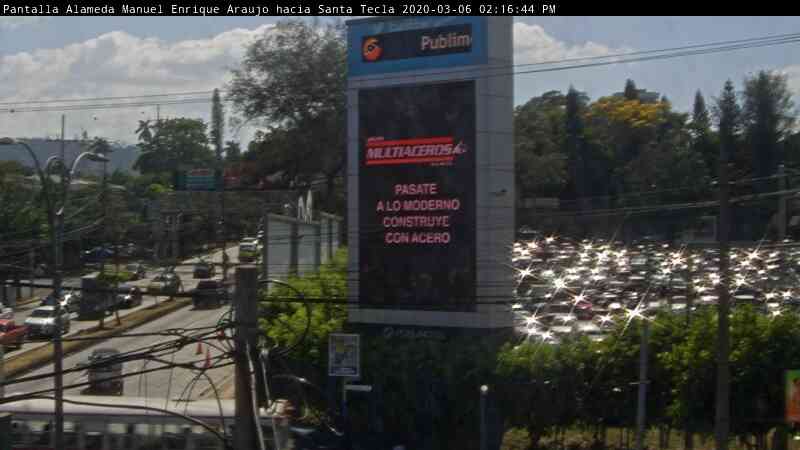 Pantalla Alameda Manuel Enrique Araujo hacia Santa Tecla 2020-03-06 02:16:44 PM
Publim
MULTIACEROS
PASATE
A LO MODERNO
CONSTRUYE
CON ACERO